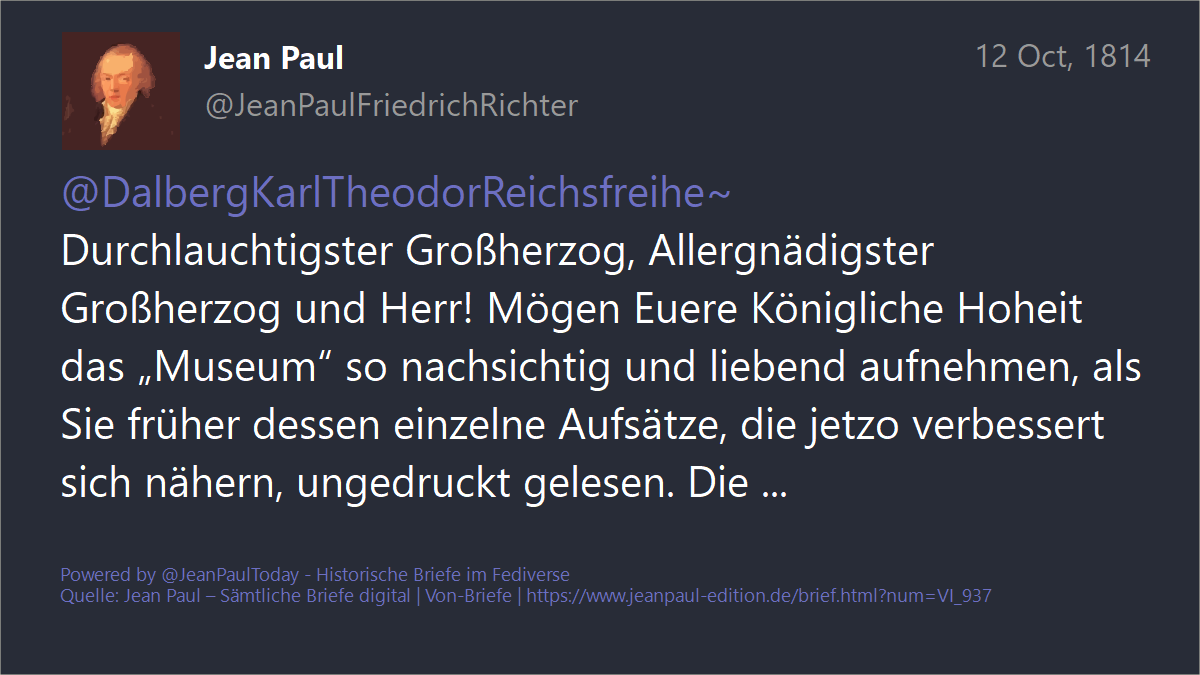 Jean Paul
12 Oct, 1814
@JeanPaulFriedrichRichter
@DalbergKarlTheodorReichsfreihe~
Durchlauchtigster Großherzog, Allergnädigster
Großherzog und Herr! Mögen Euere Königliche Hoheit
das „Museum“ so nachsichtig und liebend aufnehmen, als
Sie früher dessen einzelne Aufsätze, die jetzo verbessert
sich nähern, ungedruckt gelesen. Die ...
Powered by @JeanPaulToday - Historische Briefe im Fediverse
Quelle: Jean Paul – Sämtliche Briefe digital | Von-Briefe | https://www.jeanpaul-edition.de/brief.html?num=VI_937